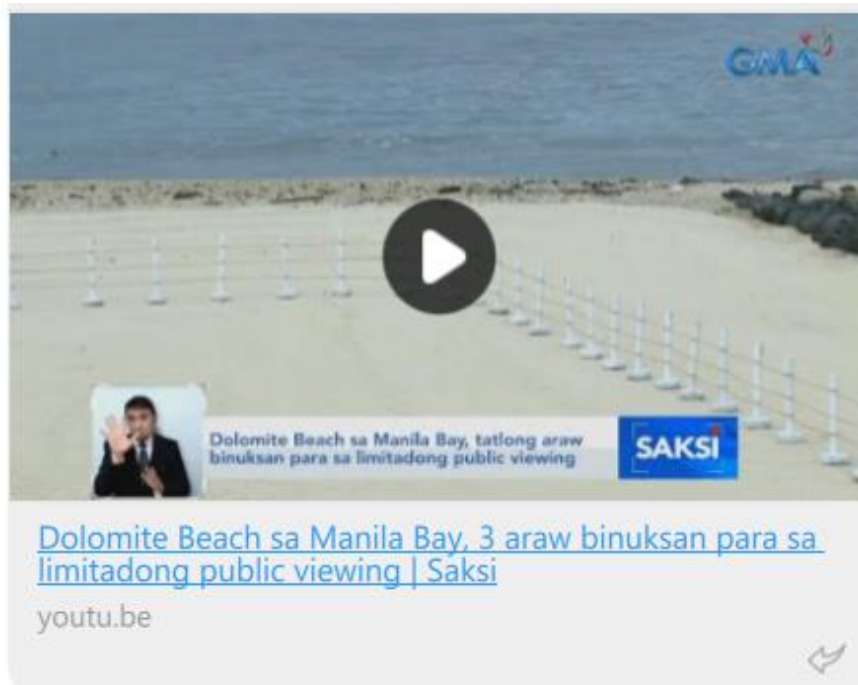 GMA
Dolomite Beach sa Manila Bay, tatlong araw
binuksan para sa limitadong public viewing
SAKSI
Dolomite Beach sa Manila Bay, 3 araw binuksan para sa
limitadong public viewing | Saksi
youtu.be